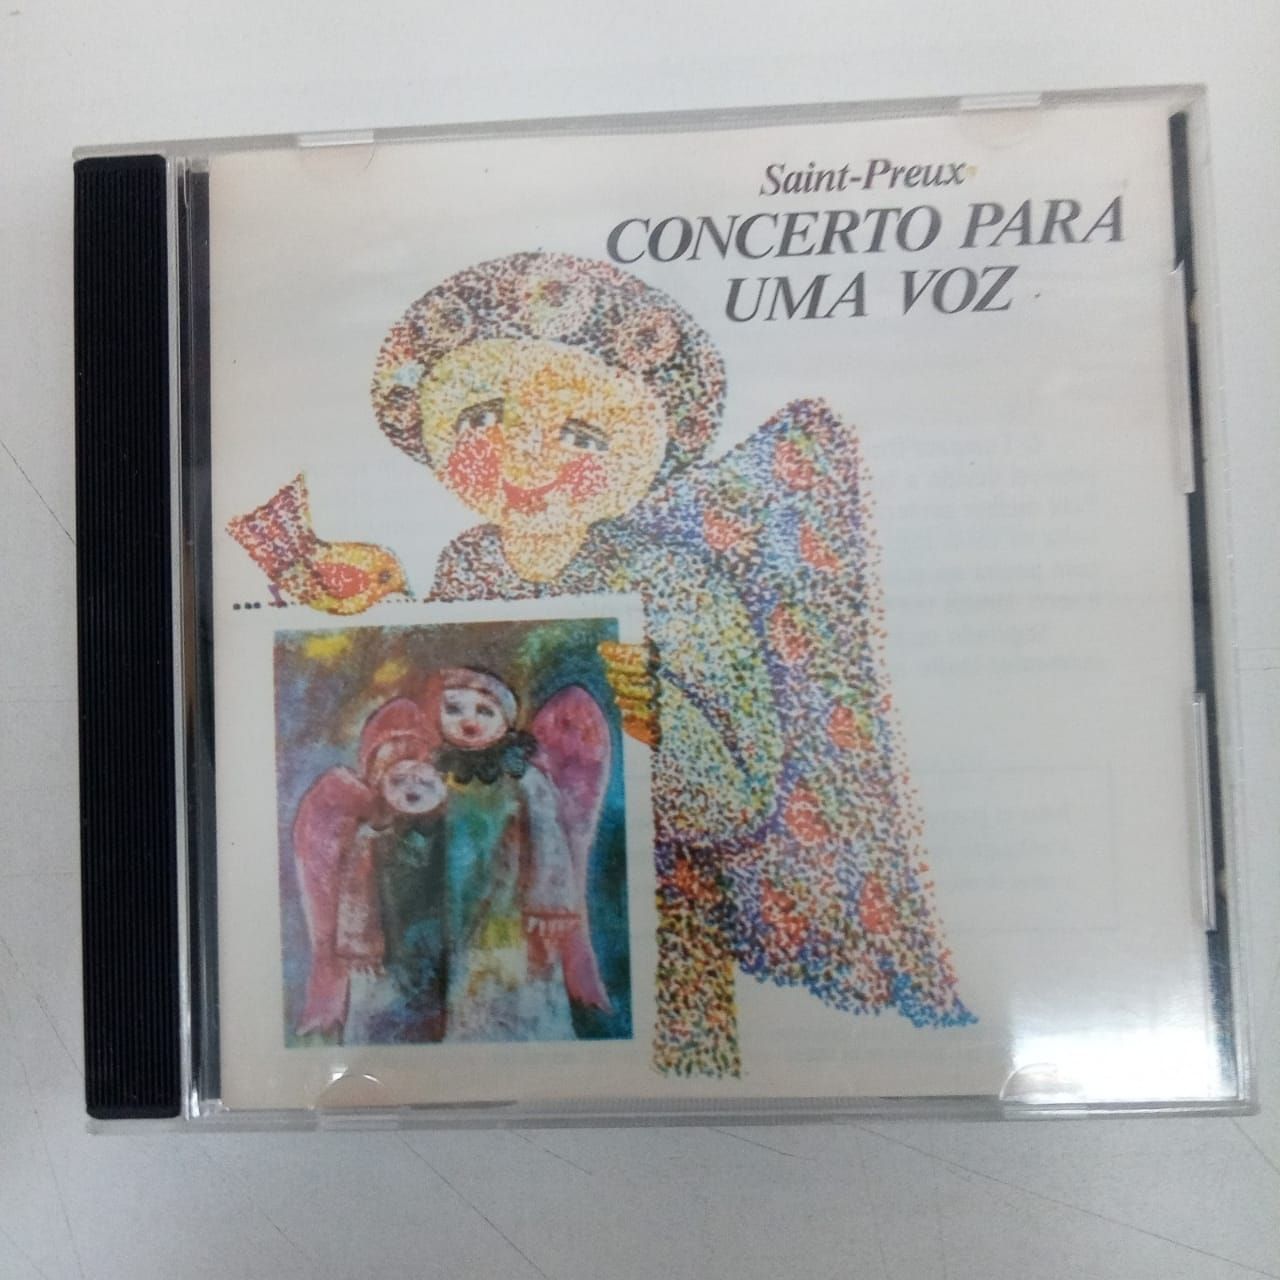 Saint-Preux
CONCERTO PARA
UMA VOZ